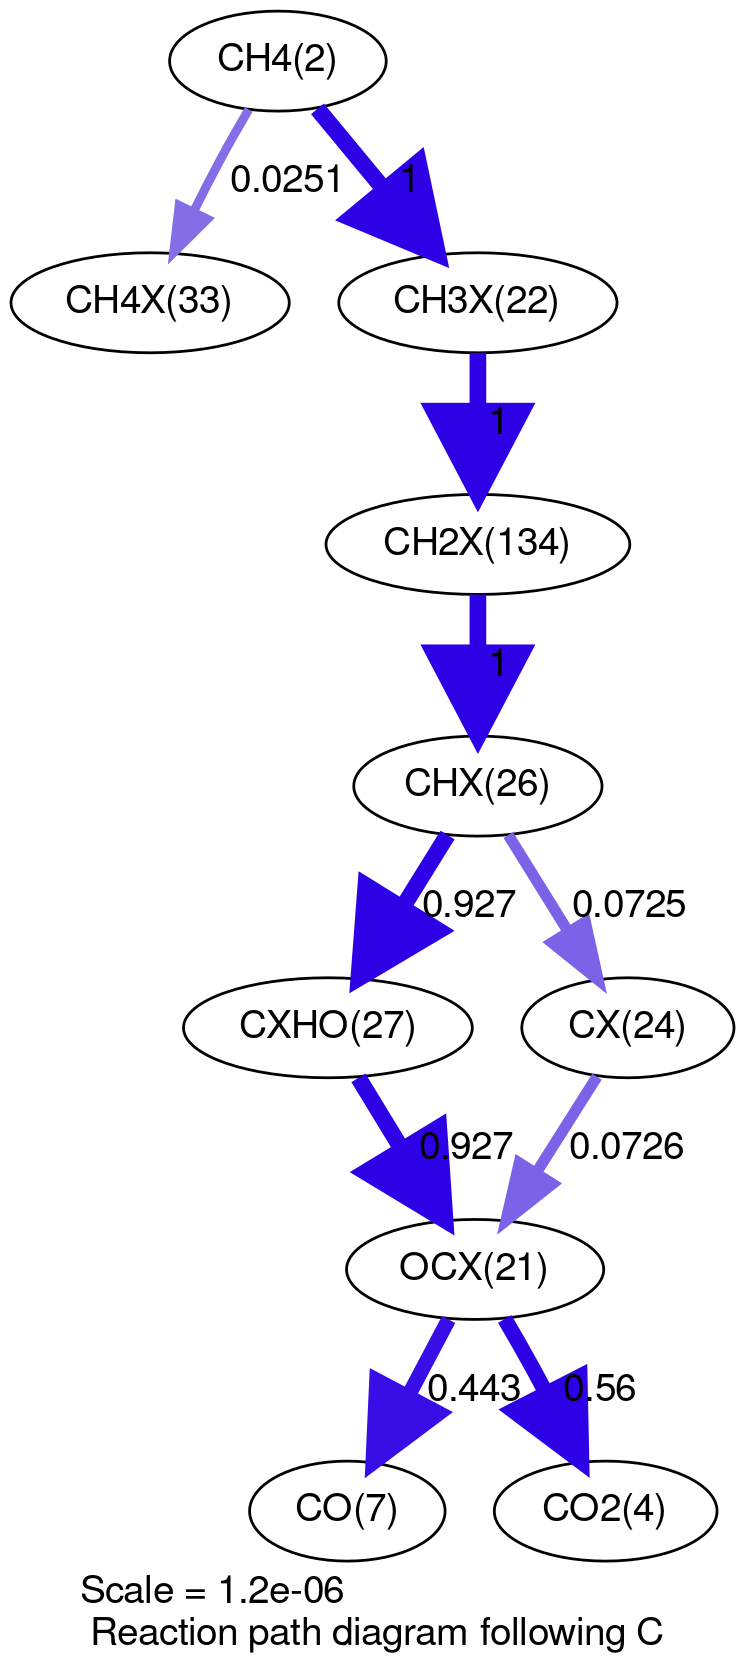 CH4(2)
0.0251
1
CH4X(33)
CH3X(22)
1
CH2X(134)
1
CHX(26)
0.927
0.0725
CXHO(27)
CX(24)
0.927
0.0726
OCX(21)
0.443
0.56
CO(7)
CO2(4)
Scale = 1.2e-06
Reaction path diagram following C